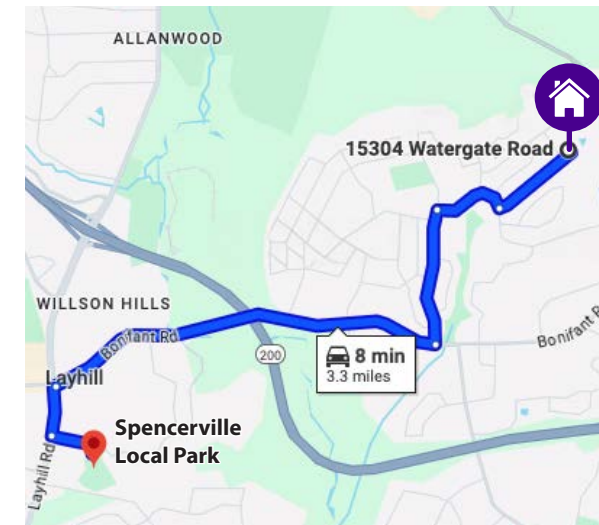 ALLANWOOD
15304 Watergate Road
WILLSON HILLS
Bonifant Rd
200
8 min
3.3 miles
Bonifant R
Layhill
Spencerville
Local Park
Layhill Rd